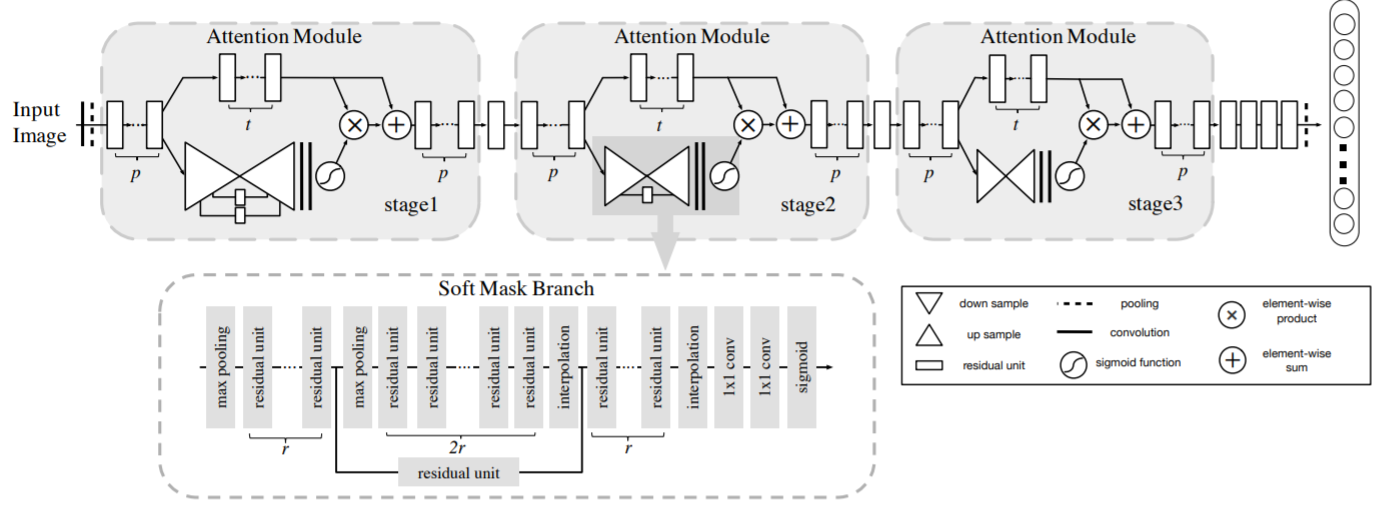 Attention Module
Attention Module
Attention Module
Input
Image
t
t
t
p
p
p
p
p
p
stage1
stage2
stage3
Soft Mask Branch
max pooling
residual unit
residual unit
max pooling
residual unit
residual unit
residual unit
residual unit
interpolation
residual unit
residual unit
interpolation
1x1 conv
1x1 conv
sigmoid
r
2r
r
residual unit
down sample
up sample
residual unit
pooling
convolution
sigmoid function
element-wise
product
element-wise
sum